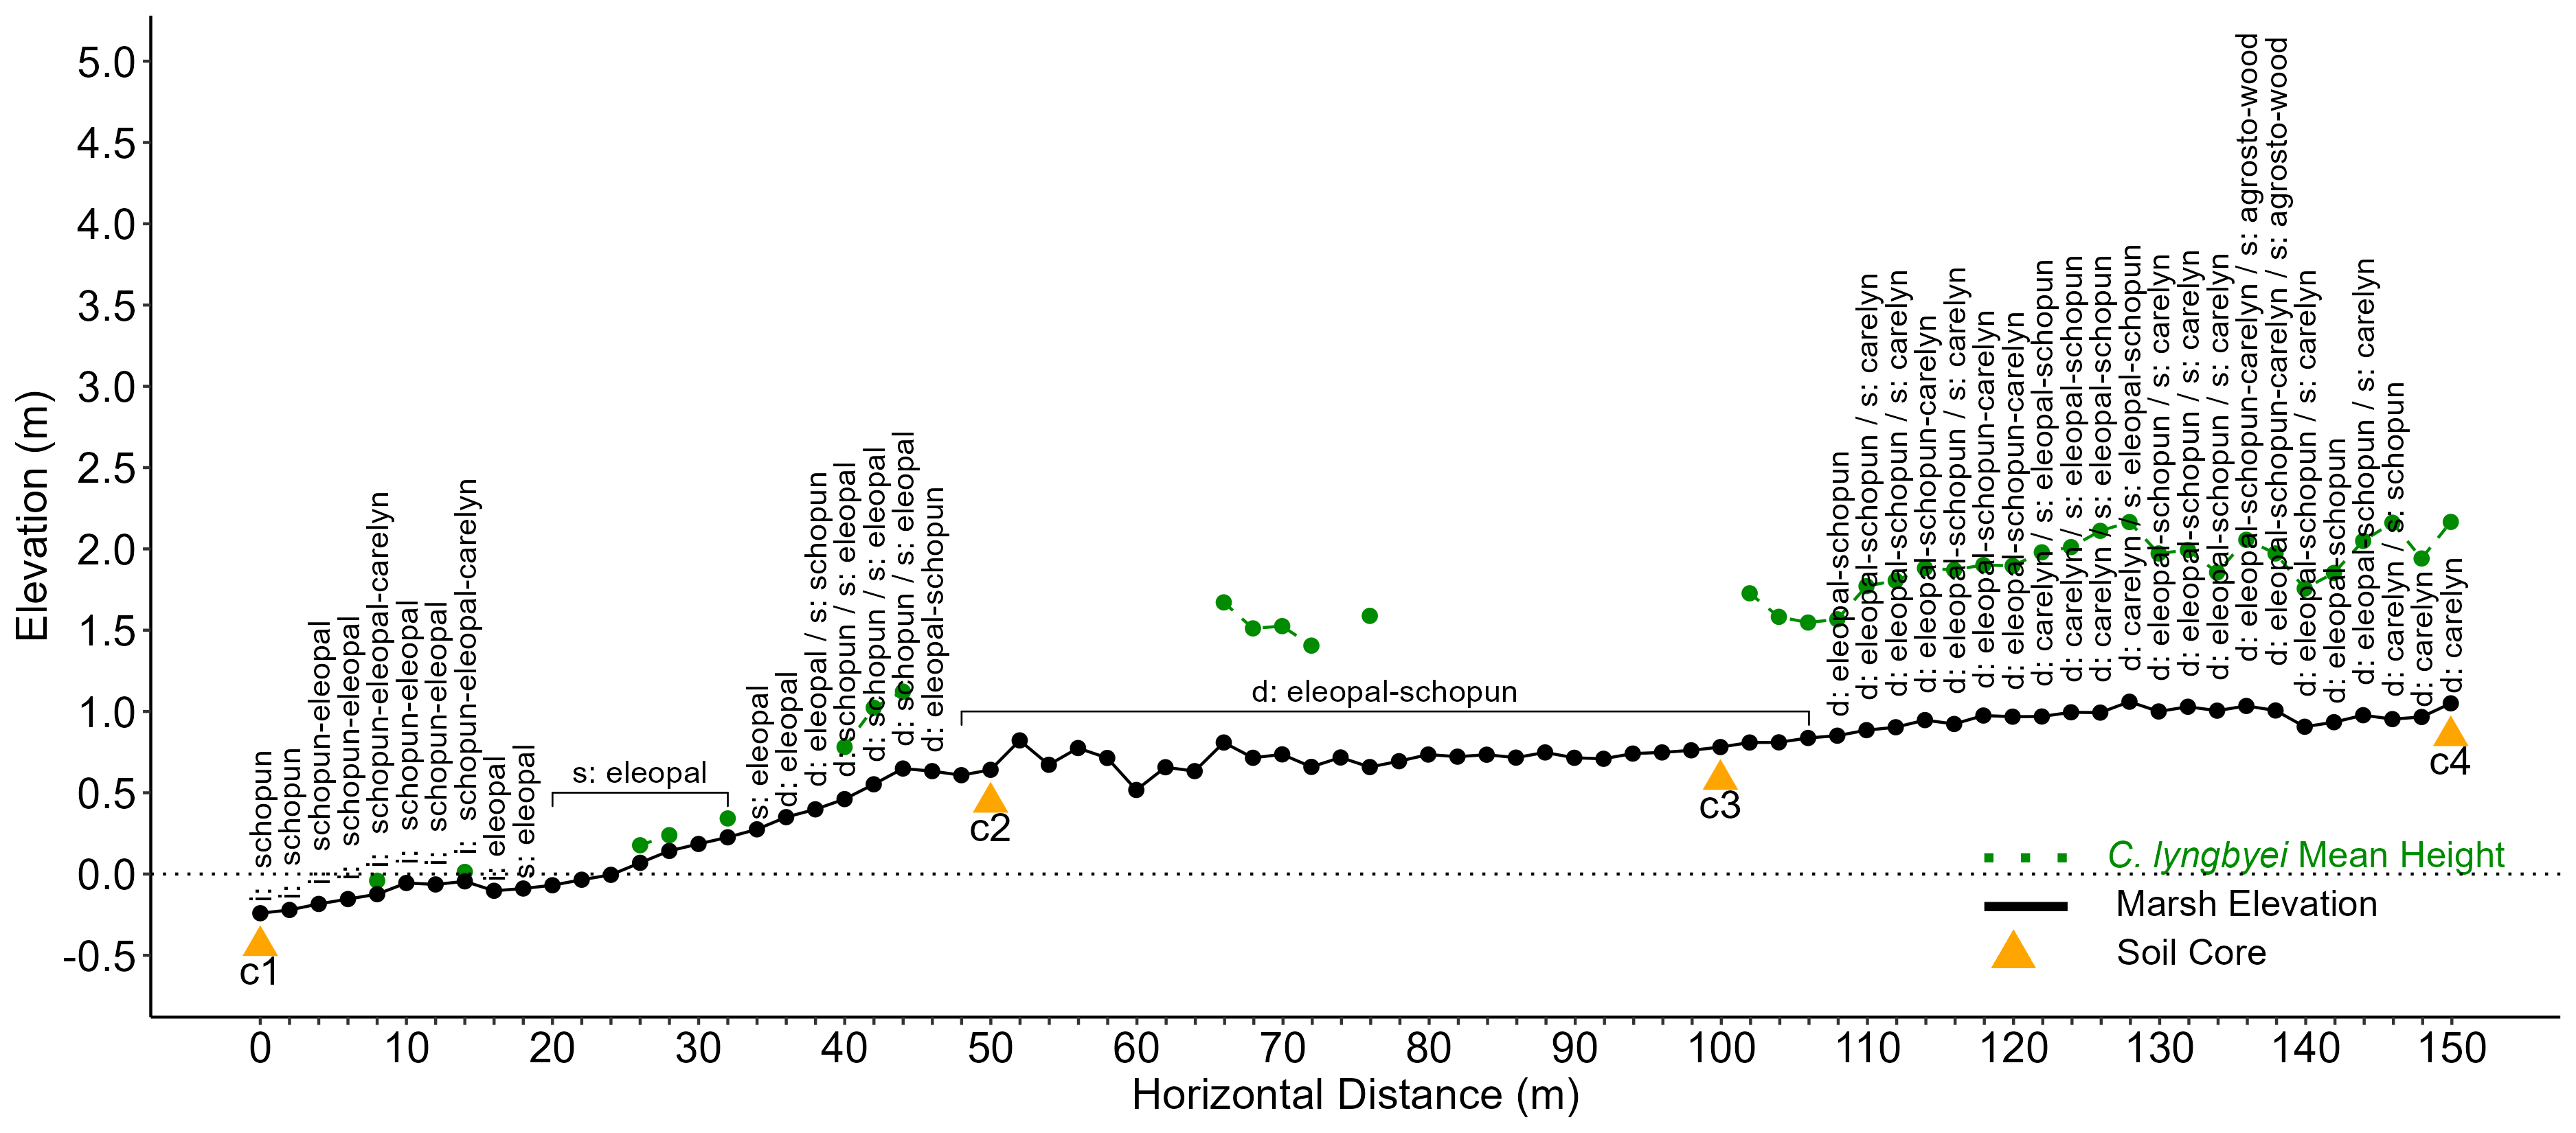 Elevation (m)
5.0
4.5
4.0
3.5
3.0
2.5
2.0
1.5
1.0
0.5
0.0
-0.5
i: schopun
i: schopun
i: schopun-eleopal
i: schopun-eleopal
i: schopun-eleopal-carelyn
i: schopun-eleopal
i: schopun-eleopal
i: schopun-eleopal-carelyn
i: eleopal
s: eleopal
s: eleopal
s: eleopal
d: eleopal
d: eleopal / s: schopun
d: schopun / s: eleopal
d: schopun / s: eleopal
d: schopun / s: eleopal
d: eleopal-schopun
d: eleopal-schopun
d: eleopal-schopun
d: eleopal-schopun / s: carelyn
d: eleopal-schopun / s: carelyn
d: eleopal-schopun-carelyn
d: eleopal-schopun / s: carelyn
d: eleopal-schopun-carelyn
d: eleopal-schopun-carelyn
d: carelyn / s: eleopal-schopun
d: carelyn / s: eleopal-schopun
d: carelyn / s: eleopal-schopun
d: carelyn / s: eleopal-schopun
d: eleopal-schopun / s: carelyn
d: eleopal-schopun / s: carelyn
d: eleopal-schopun / s: carelyn
d: eleopal-schopun-carelyn / s: agrosto-wood
d: eleopal-schopun-carelyn / s: agrosto-wood
d: eleopal-schopun / s: carelyn
d: eleopal-schopun
d: eleopal-schopun / s: carelyn
d: carelyn / s: schopun
d: carelyn
d: carelyn
c1
c2
c3
c4
C. lyngbyei Mean Height
Marsh Elevation
Soil Core
0 10 20 30 40 50 60 70 80 90 100 110 120 130 140 150
Horizontal Distance (m)